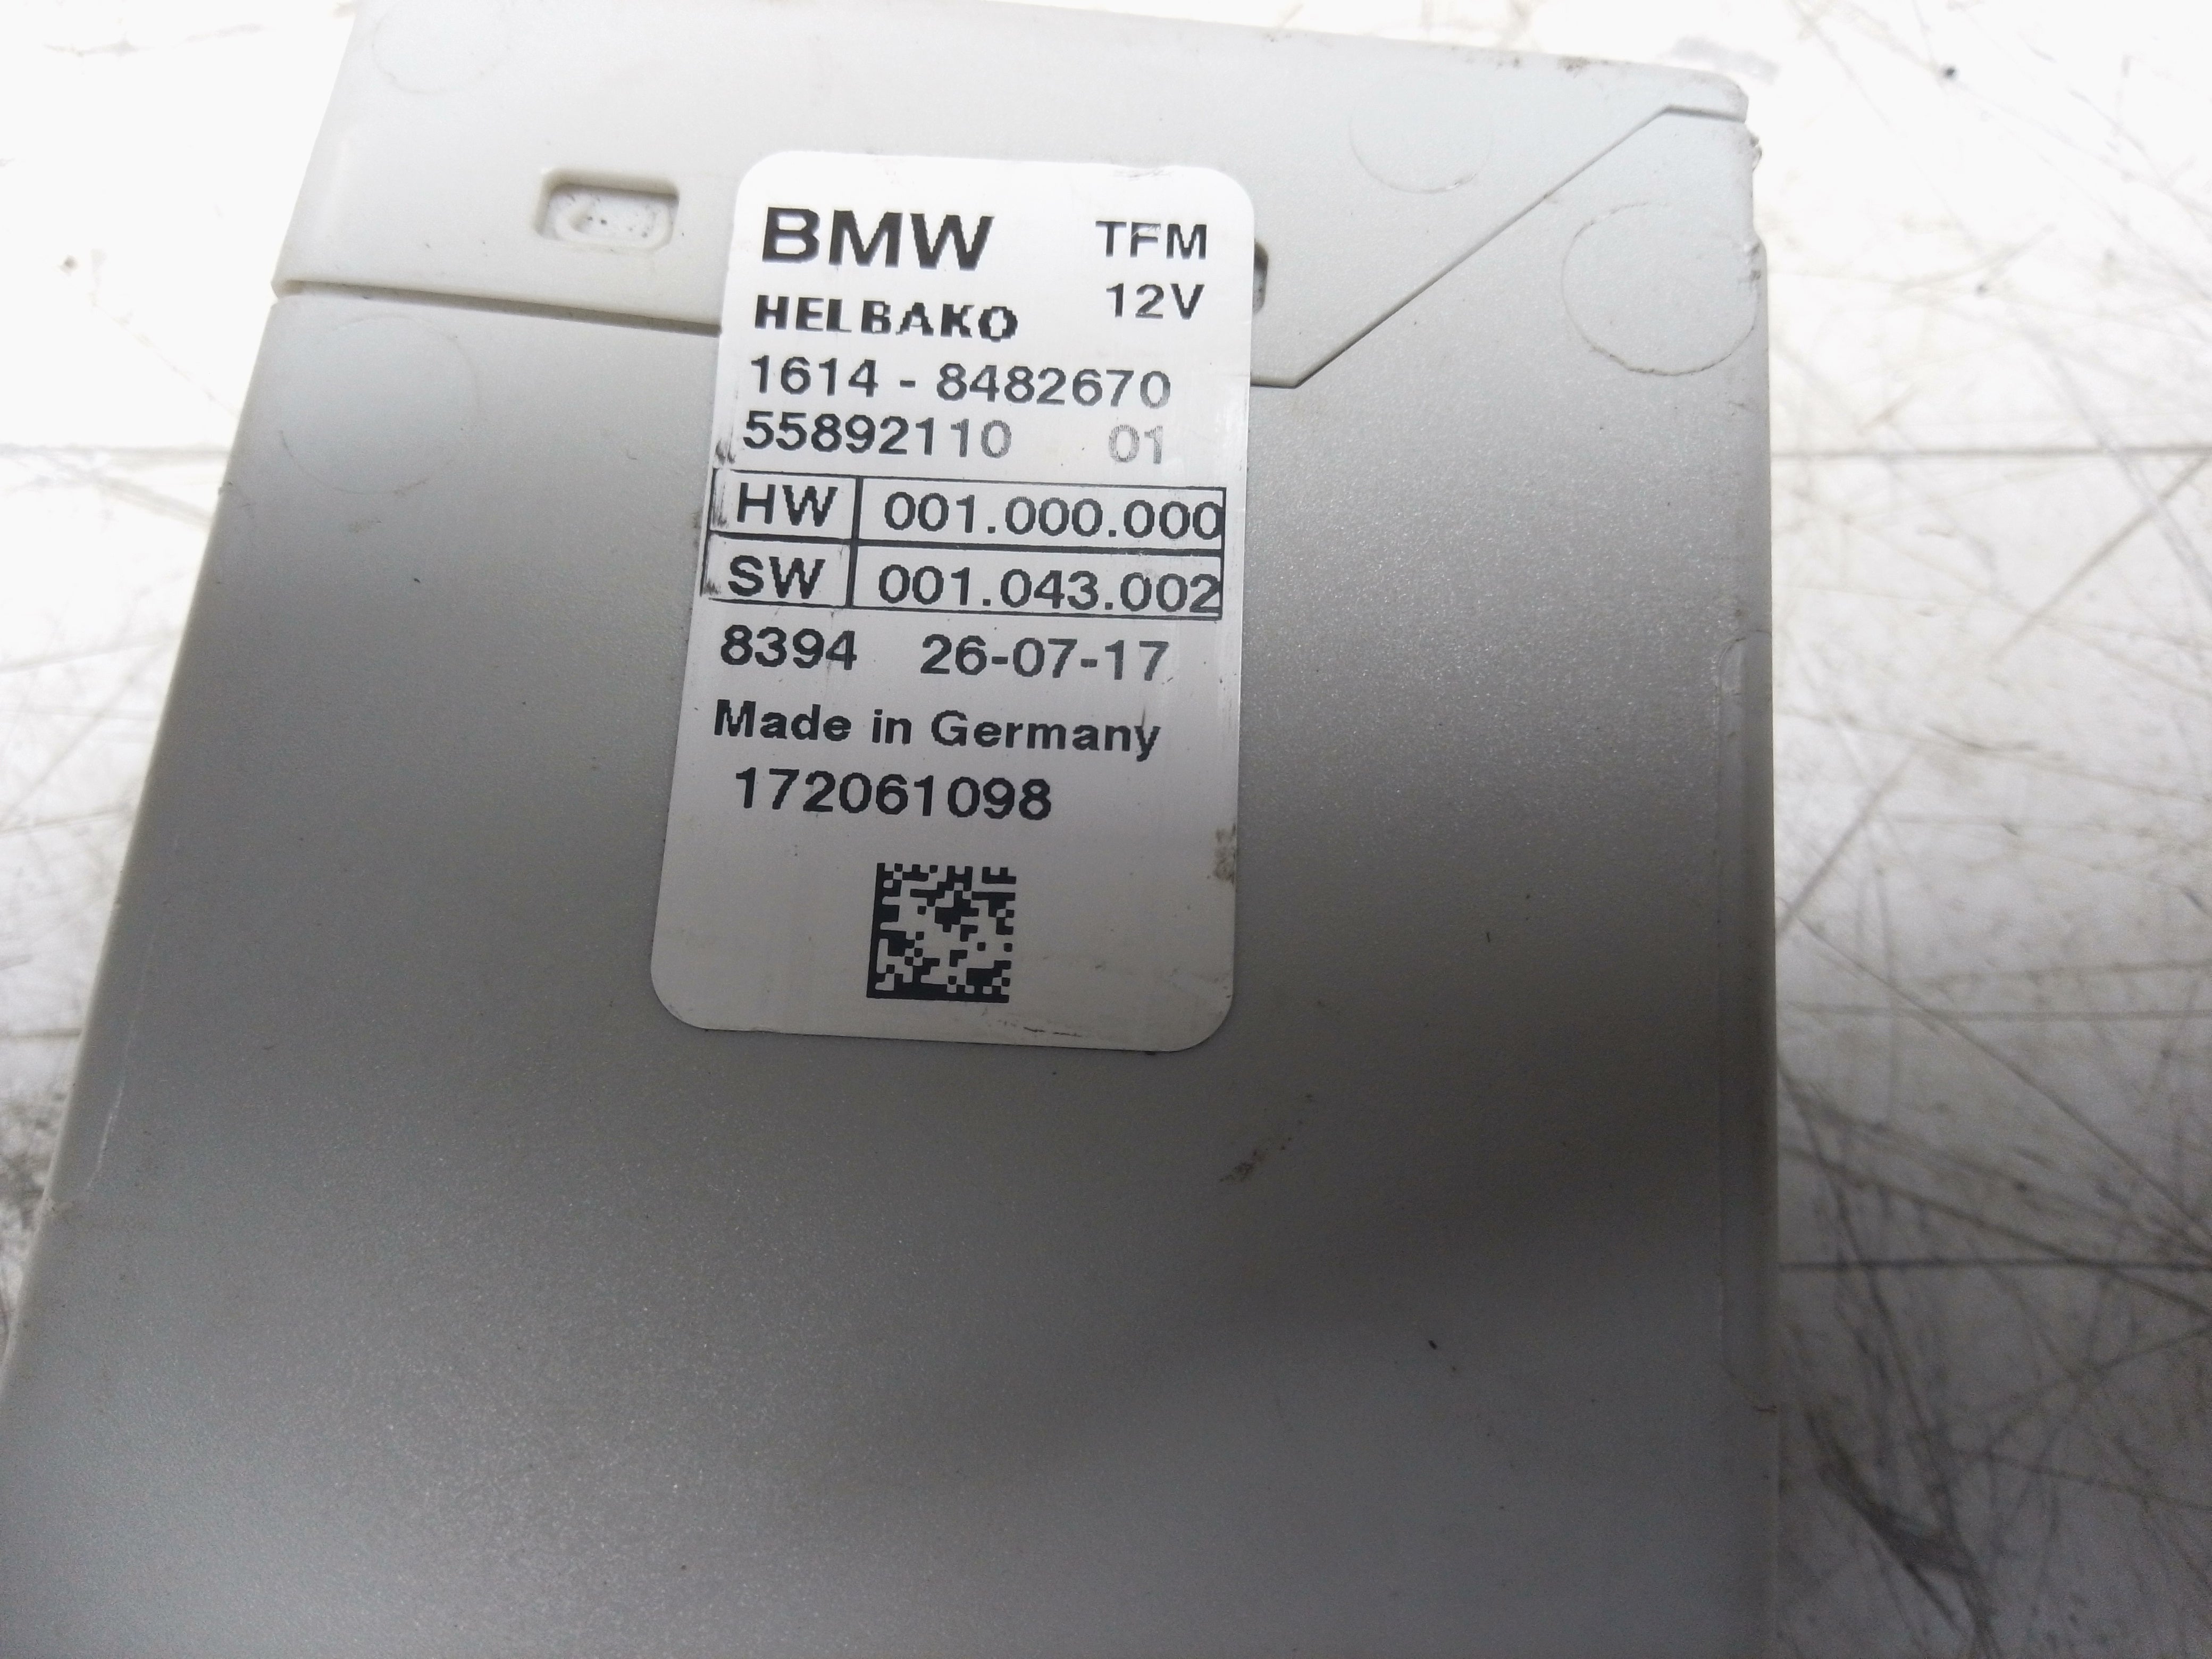 BMW TFM
HELBAKO 12V
1614 - 8482670
55892110 01
HW 001.000.000
SW 001.043.002
8394 26-07-17
Made in Germany
172061098